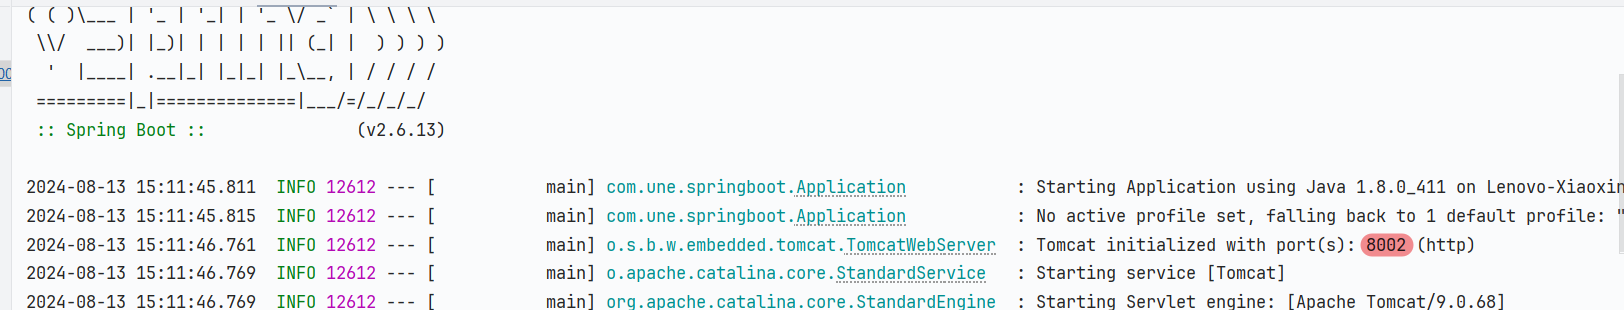 ( ( )\___ | '_ | '_| | '_ \/ _` | \ \ \ \
 \\/  ___)| |_)| | | | | || (_| |  ) ) ) )
  '  |____| .__|_| |_|_| |_\__, | / / / /
 =========|_|==============|___/=/_/_/_/
 :: Spring Boot ::               (v2.6.13)
2024-08-13 15:11:45.811  INFO 12612 --- [           main] com.une.springboot.Application           : Starting Application using Java 1.8.0_411 on Lenovo-Xiaoxin
2024-08-13 15:11:45.815  INFO 12612 --- [           main] com.une.springboot.Application           : No active profile set, falling back to 1 default profile: "
2024-08-13 15:11:46.761  INFO 12612 --- [           main] o.s.b.w.embedded.tomcat.TomcatWebServer  : Tomcat initialized with port(s): 8002 (http)
2024-08-13 15:11:46.769  INFO 12612 --- [           main] o.apache.catalina.core.StandardService   : Starting service [Tomcat]
2024-08-13 15:11:46.769  INFO 12612 --- [           main] org.apache.catalina.core.StandardEngine  : Starting Servlet engine: [Apache Tomcat/9.0.68]